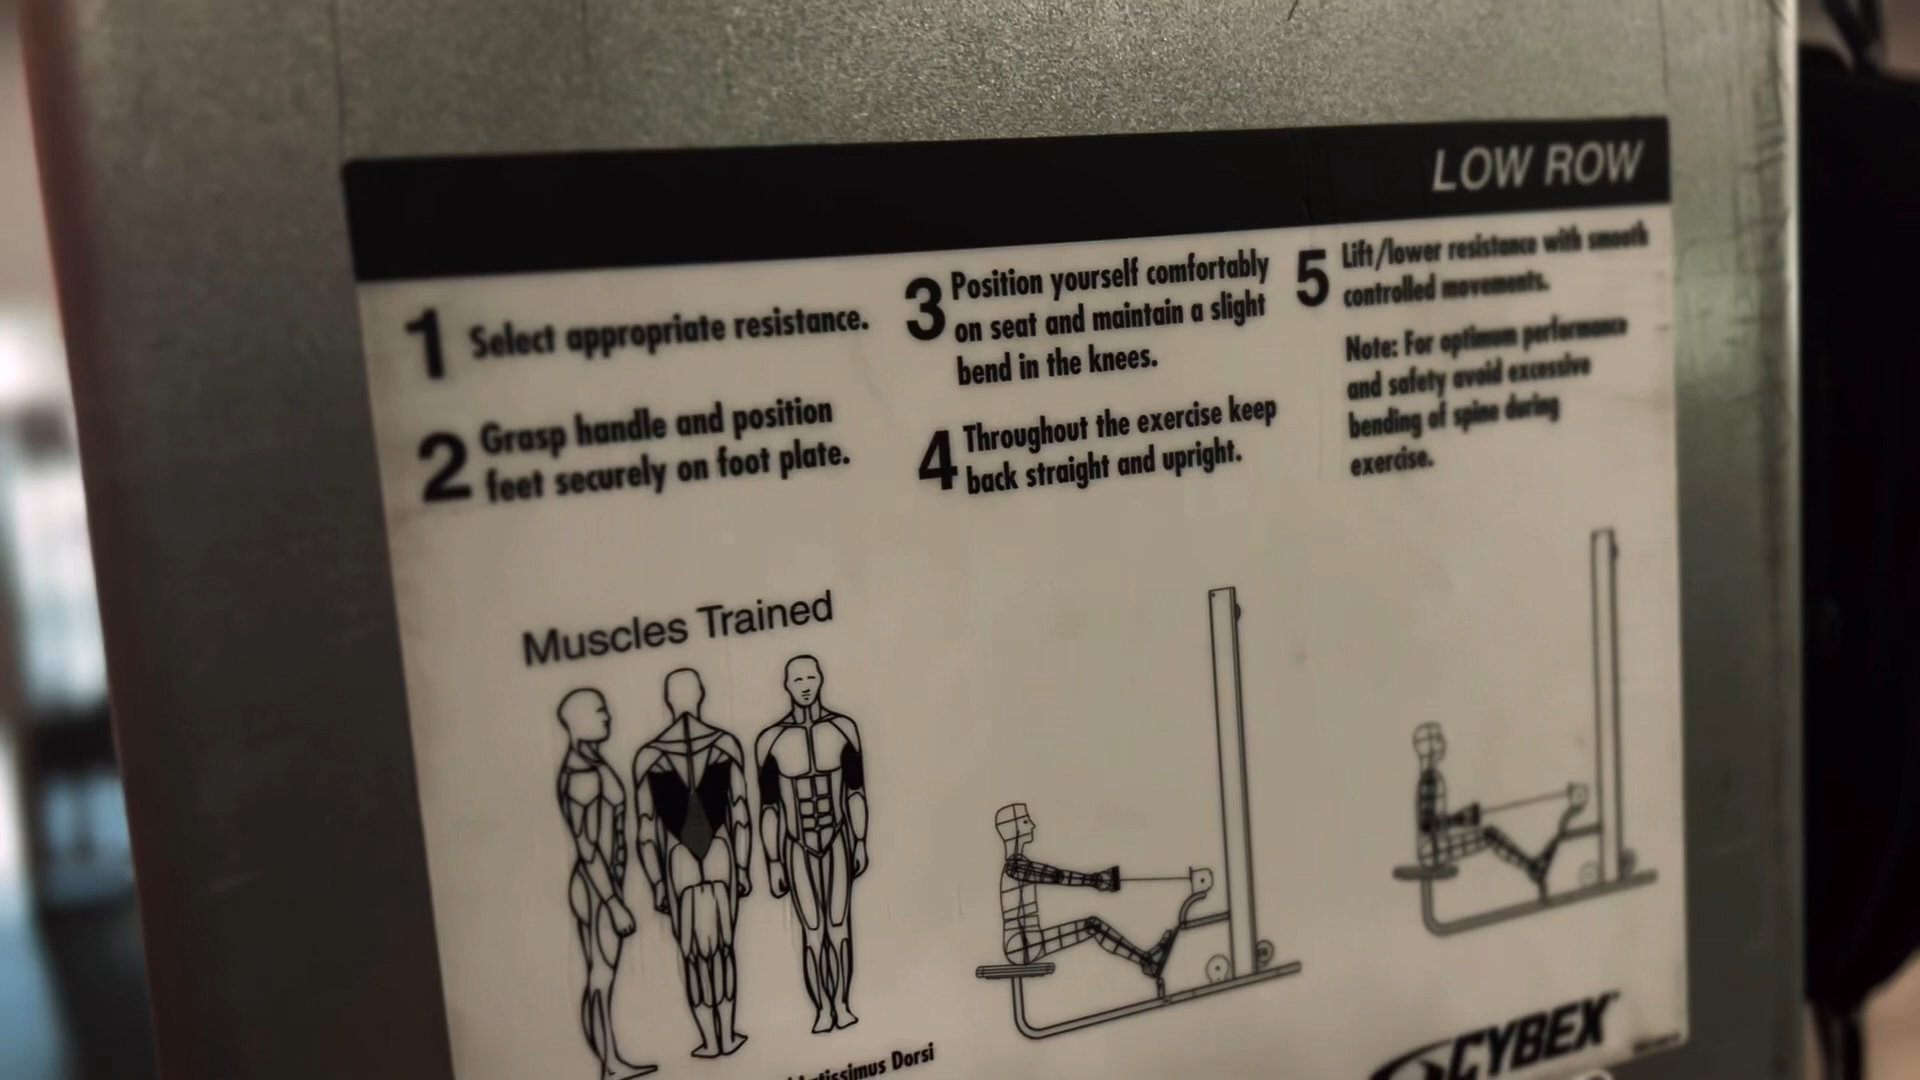 LOW ROW
1 Select appropriate resistance.
2 Grasp handle and position
feet securely on foot plate.
3 Position yourself comfortably
on seat and maintain a slight
bend in the knees.
4 Throughout the exercise keep
back straight and upright.
5 Lift/lower resistance with smooth
controlled movements.
Note: For optimum performance
and safety avoid excessive
bending of spine during
exercise.
Muscles Trained
Dorsi
CYBEX